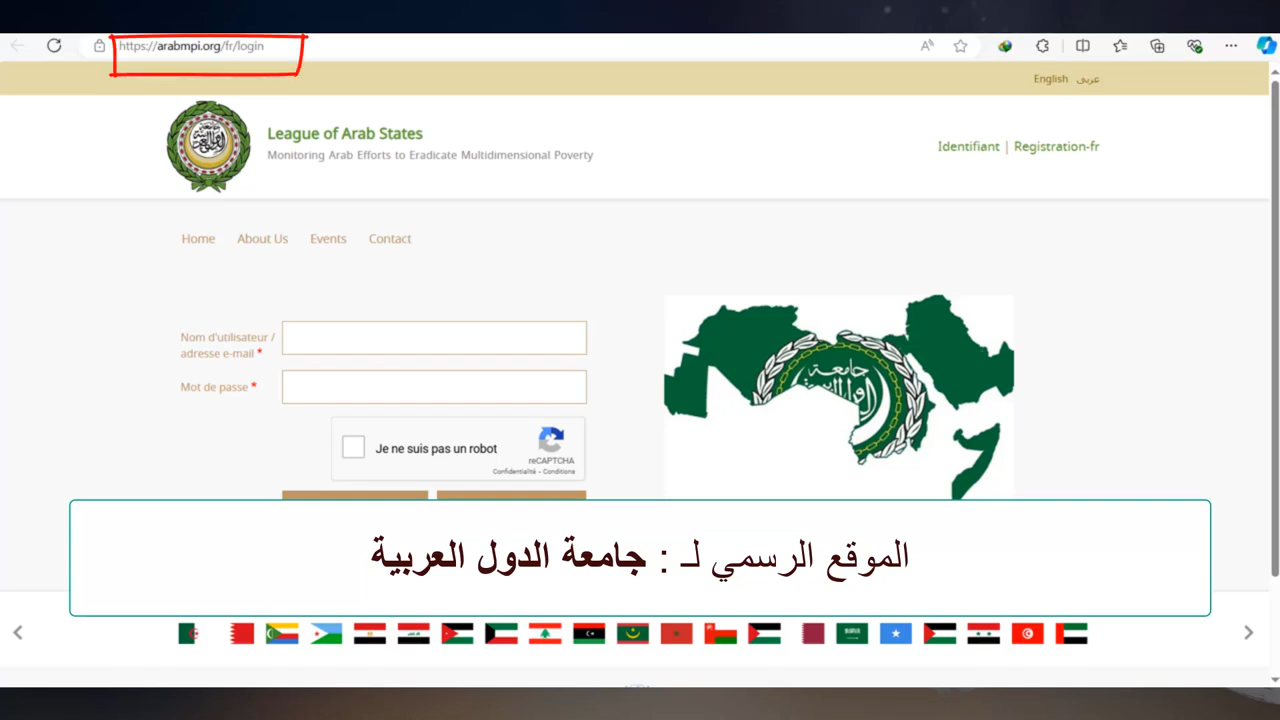 https://arabmpi.org/fr/login
English عربى
League of Arab States
Monitoring Arab Efforts to Eradicate Multidimensional Poverty
Identifiant | Registration-fr
Home About Us Events Contact
Nom d'utilisateur /
adresse e-mail *
Mot de passe *
Je ne suis pas un robot
reCAPTCHA
Confidentialité - Conditions
جامعة
الموقع الرسمي لـ : جامعة الدول العربية